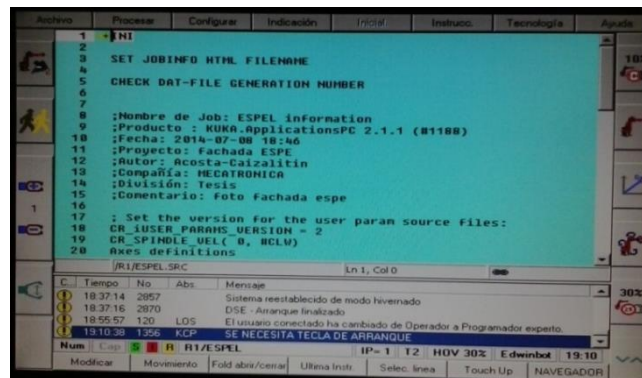 Archivo Procesar Configurar Indicación Inicial Instrucc. Tecnología Ayuda
1 INI
2
3 SET JOBINFO HTML FILENAME
4
5 CHECK DAT-FILE GENERATION NUMBER
6
7
8 ;Nombre de Job: ESPEL information
9 ;Producto : KUKA.ApplicationsPC 2.1.1 (#1188)
10 ;Fecha: 2014-07-08 18:46
11 ;Proyecto: Fachada ESPE
12 ;Autor: Acosta-Caizalitin
13 ;Compañía: MECATRONICA
14 ;División: Tesis
15 ;Comentario: Foto fachada espe
16
17 ; Set the version for the user param source files:
18 CR_iUSER_PARAMS_VERSION = 2
19 CR_SPINDLE_VEL( 0, #CLW)
20 Axes definitions
/R1/ESPEL.SRC Ln 1, Col 0
C... Tiempo No Abs. Mensaje
18:37:14 2857 Sistema reestablecido de modo hivernado
18:37:16 2870 DSE - Arranque finalizado
18:55:57 120 LOS El usuario conectado ha cambiado de Operador a Programador experto.
19:10:38 1356 KCP SE NECESITA TECLA DE ARRANQUE
Num Cap S I R R1/ESPEL IP= 1 T2 HOV 30% Edwinbot 19:10
Modificar Movimiento Fold abrir/cerrar Ultima Instr. Selec. linea Touch Up NAVEGADOR
1
30%